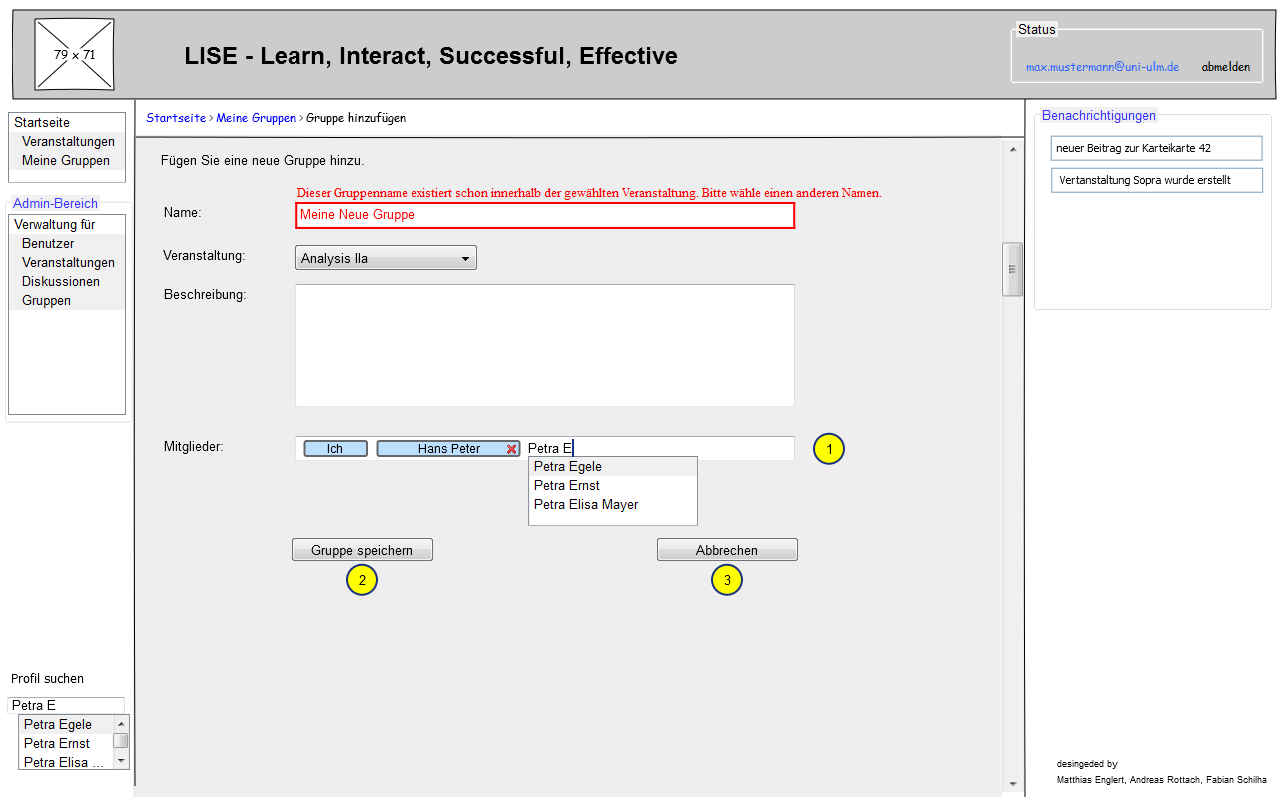 79 x 71
LISE - Learn, Interact, Successful, Effective
Status
max.mustermann@uni-ulm.de abmelden
Startseite
Veranstaltungen
Meine Gruppen
Admin-Bereich
Verwaltung für
Benutzer
Veranstaltungen
Diskussionen
Gruppen
Profil suchen
Petra E
Petra Egele
Petra Ernst
Petra Elisa ...
Startseite > Meine Gruppen > Gruppe hinzufügen
Fügen Sie eine neue Gruppe hinzu.
Dieser Gruppenname existiert schon innerhalb der gewählten Veranstaltung. Bitte wähle einen anderen Namen.
Name: Meine Neue Gruppe
Veranstaltung: Analysis IIa
Beschreibung:
Mitglieder: Ich Hans Peter Petra E 1
Petra Egele
Petra Ernst
Petra Elisa Mayer
Gruppe speichern Abbrechen
2 3
Benachrichtigungen
neuer Beitrag zur Karteikarte 42
Vertanstaltung Sopra wurde erstellt
desingeded by
Matthias Englert, Andreas Rottach, Fabian Schilha